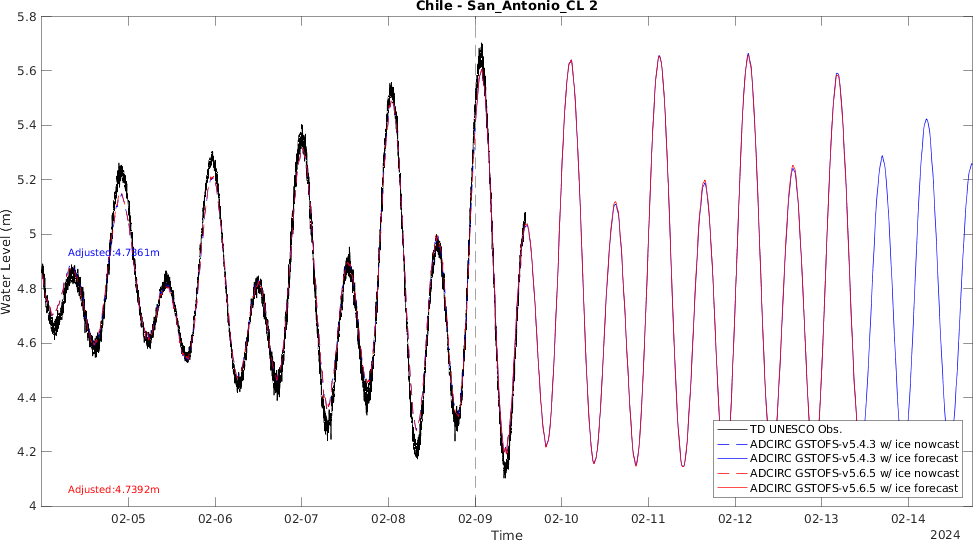 Chile - San_Antonio_CL 2
5.8
5.6
5.4
5.2
5
4.8
4.6
4.4
4.2
4
Water Level (m)
Adjusted:4.7361m
Adjusted:4.7392m
TD UNESCO Obs.
ADCIRC GSTOFS-v5.4.3 w/ ice nowcast
ADCIRC GSTOFS-v5.4.3 w/ ice forecast
ADCIRC GSTOFS-v5.6.5 w/ ice nowcast
ADCIRC GSTOFS-v5.6.5 w/ ice forecast
02-05 02-06 02-07 02-08 02-09 02-10 02-11 02-12 02-13 02-14
Time
2024